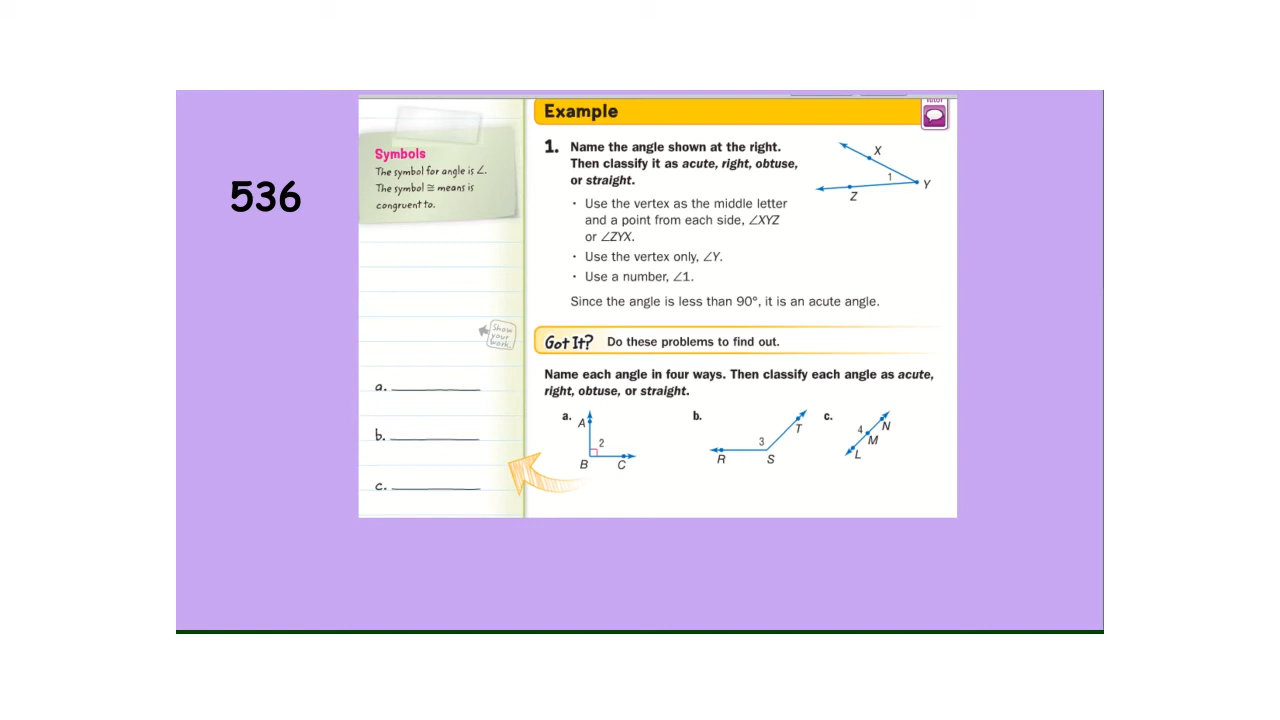 536
Symbols
The symbol for angle is ∠.
The symbol ≅ means is
congruent to.
Show
your
work.
a.
b.
c.
Example
1. Name the angle shown at the right.
Then classify it as acute, right, obtuse,
or straight.
• Use the vertex as the middle letter
and a point from each side, ∠XYZ
or ∠ZYX.
• Use the vertex only, ∠Y.
• Use a number, ∠1.
Since the angle is less than 90°, it is an acute angle.
X
1
Y
Z
Got It? Do these problems to find out.
Name each angle in four ways. Then classify each angle as acute,
right, obtuse, or straight.
a.
A
2
B
C
b.
T
3
R
S
c.
N
4
M
L